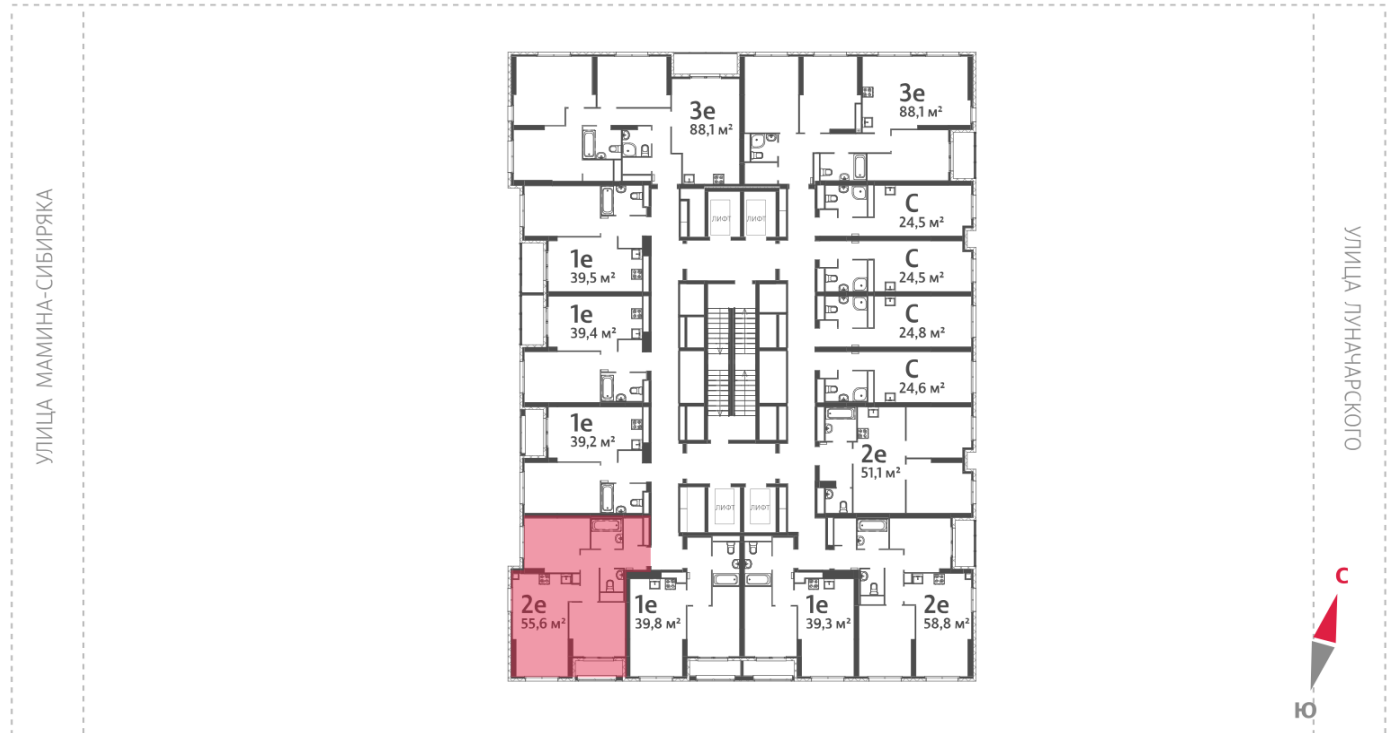 УЛИЦА МАМИНА-СИБИРЯКА
3е
88,1 м²
3е
88,1 м²
ЛИФТ
ЛИФТ
С
24,5 м²
1е
39,5 м²
С
24,5 м²
1е
39,4 м²
С
24,8 м²
С
24,6 м²
1е
39,2 м²
2е
51,1 м²
ЛИФТ
ЛИФТ
2е
55,6 м²
1е
39,8 м²
1е
39,3 м²
2е
58,8 м²
УЛИЦА ЛУНАЧАРСКОГО
С
Ю